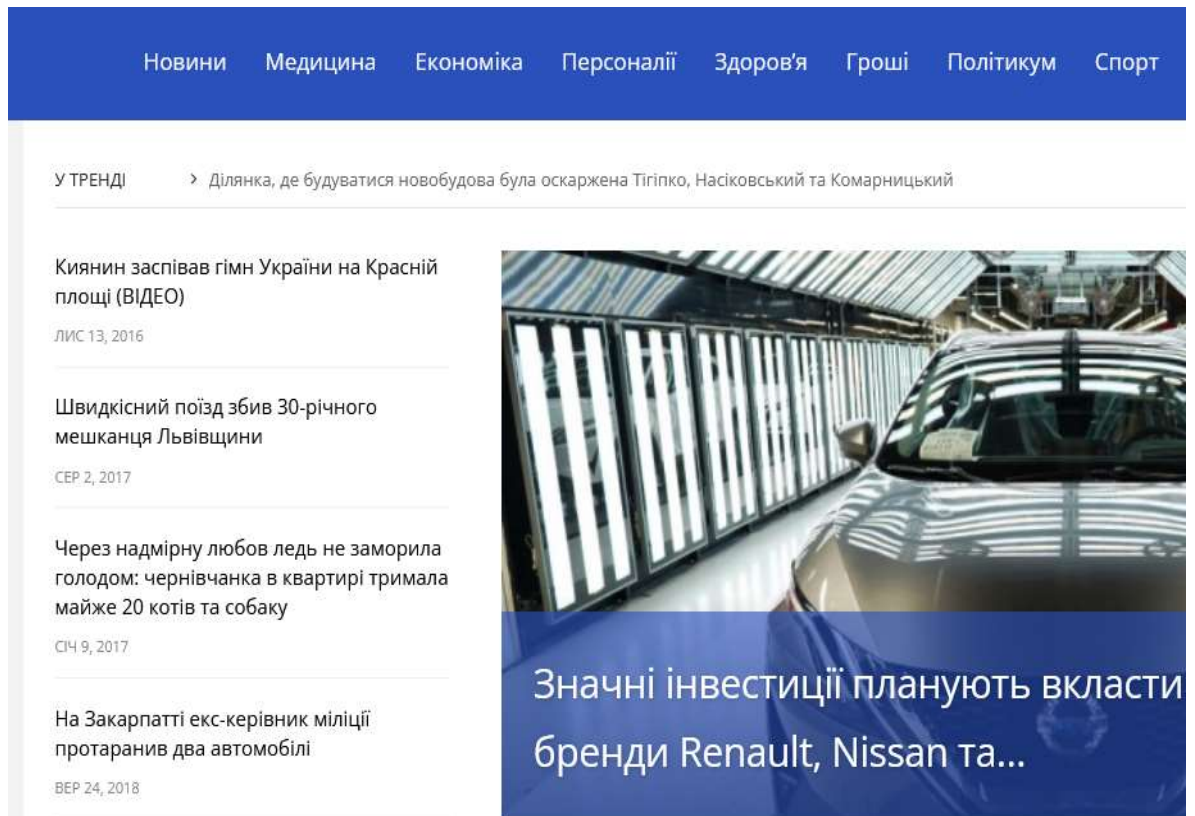 Новини Медицина Економіка Персоналії Здоров'я Гроші Політикум Спорт
У ТРЕНДІ › Ділянка, де будуватися новобудова була оскаржена Тігіпко, Насіковський та Комарницький
Киянин заспівав гімн України на Красній
площі (ВІДЕО)
ЛИС 13, 2016
Швидкісний поїзд збив 30-річного
мешканця Львівщини
СЕР 2, 2017
Через надмірну любов ледь не заморила
голодом: чернівчанка в квартирі тримала
майже 20 котів та собаку
СІЧ 9, 2017
На Закарпатті екс-керівник міліції
протаранив два автомобілі
ВЕР 24, 2018
Значні інвестиції планують вкласти
бренди Renault, Nissan та...